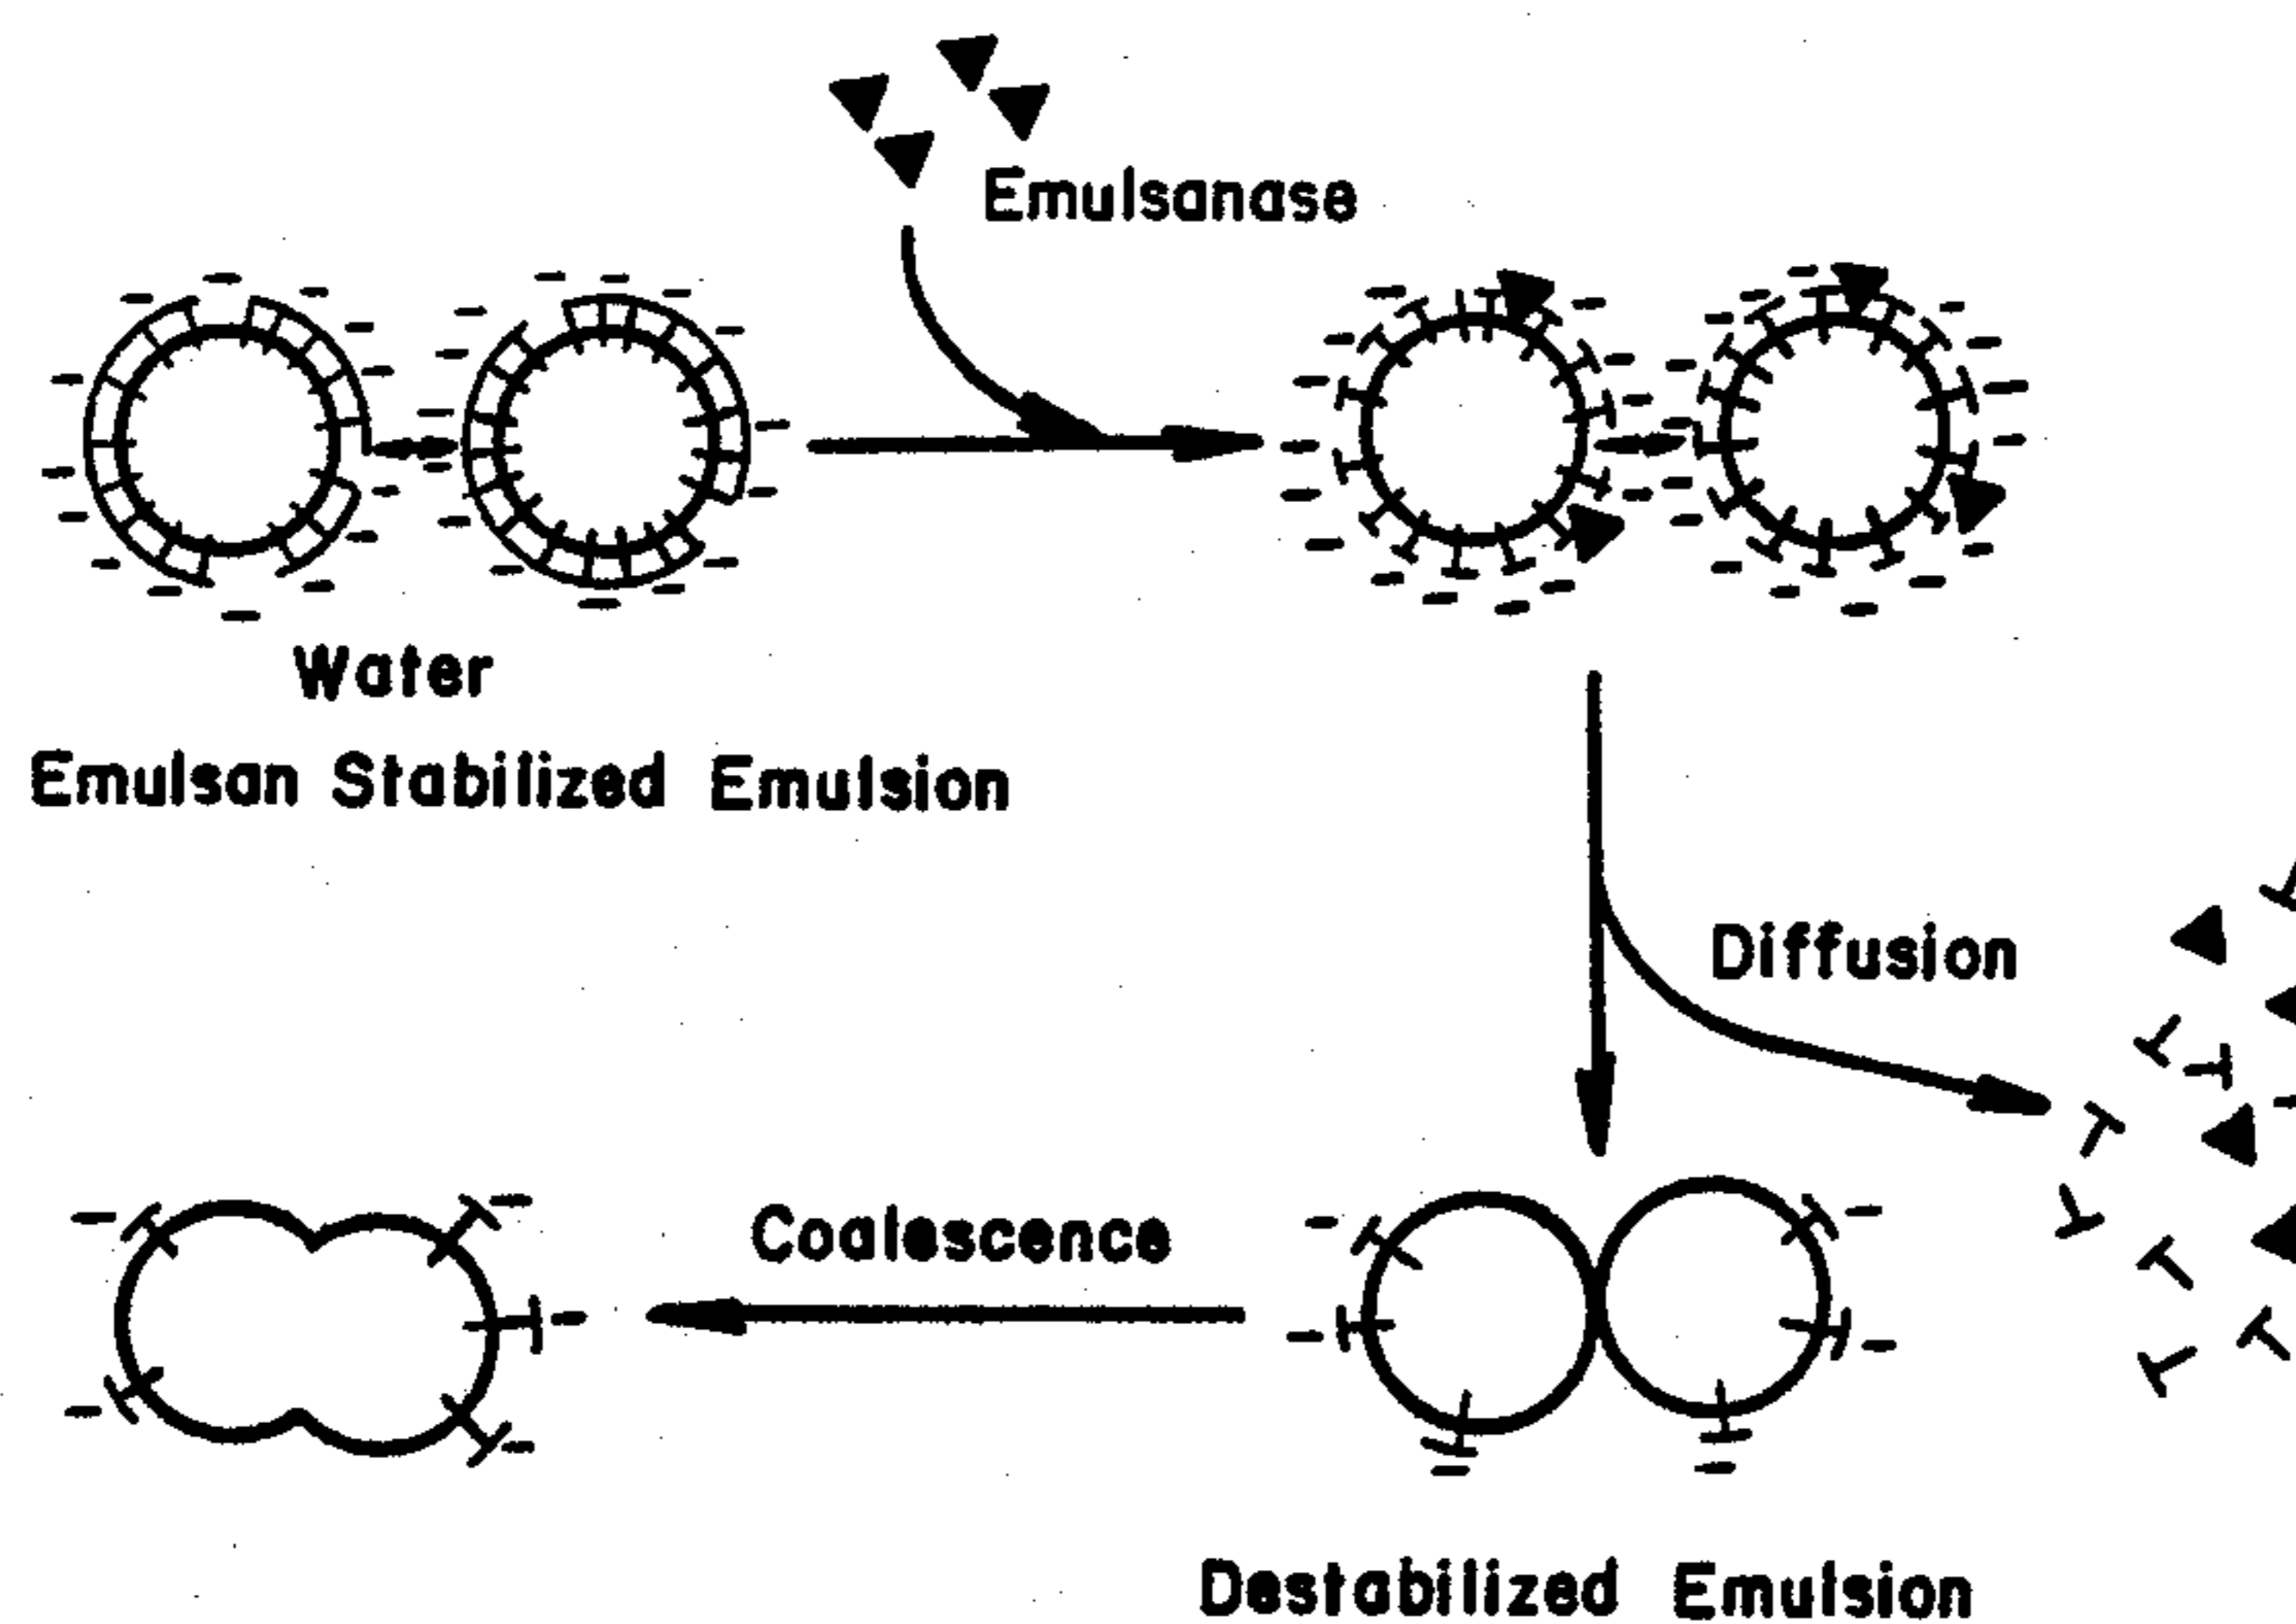 Emulsanase
Water
Emulsan Stabilized Emulsion
Diffusion
Coalescence
Destabilized Emulsion